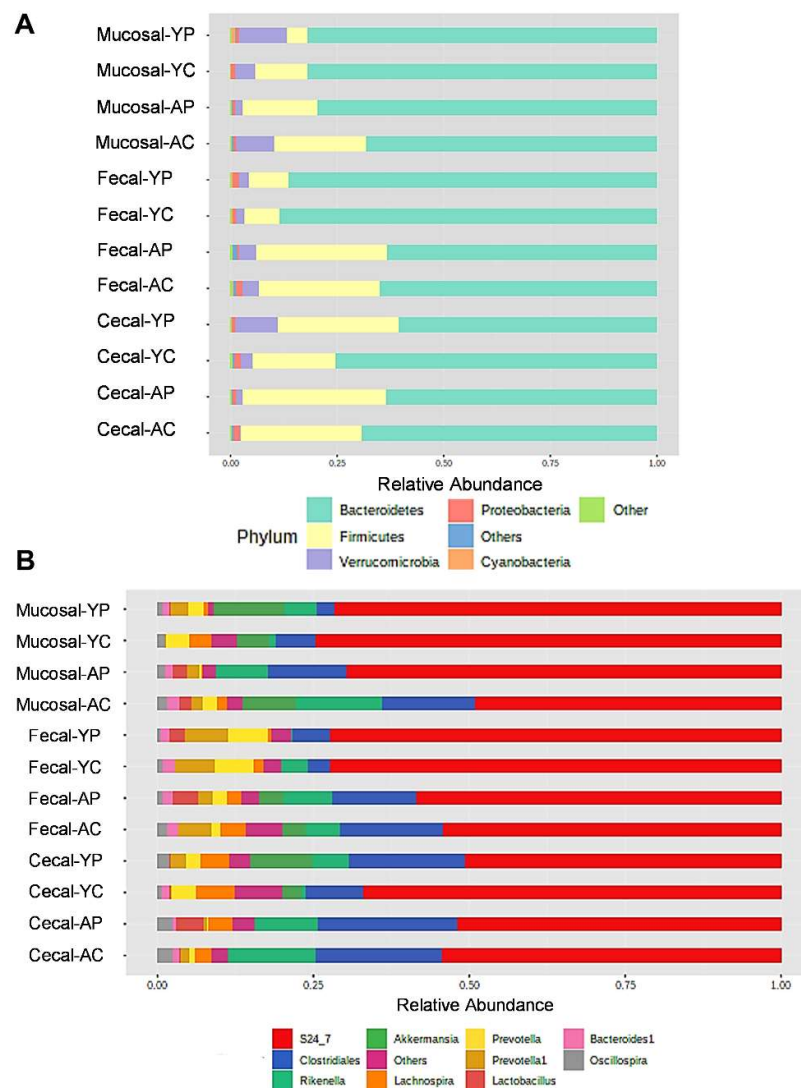 A
Mucosal-YP
Mucosal-YC
Mucosal-AP
Mucosal-AC
Fecal-YP
Fecal-YC
Fecal-AP
Fecal-AC
Cecal-YP
Cecal-YC
Cecal-AP
Cecal-AC
0.00 0.25 0.50 0.75 1.00
Relative Abundance
Bacteroidetes Proteobacteria Other
Phylum Firmicutes Others
Verrucomicrobia Cyanobacteria
B
Mucosal-YP
Mucosal-YC
Mucosal-AP
Mucosal-AC
Fecal-YP
Fecal-YC
Fecal-AP
Fecal-AC
Cecal-YP
Cecal-YC
Cecal-AP
Cecal-AC
0.00 0.25 0.50 0.75 1.00
Relative Abundance
S24_7 Akkermansia Prevotella Bacteroides1
Clostridiales Others Prevotella1 Oscillospira
Rikenella Lachnospira Lactobacillus